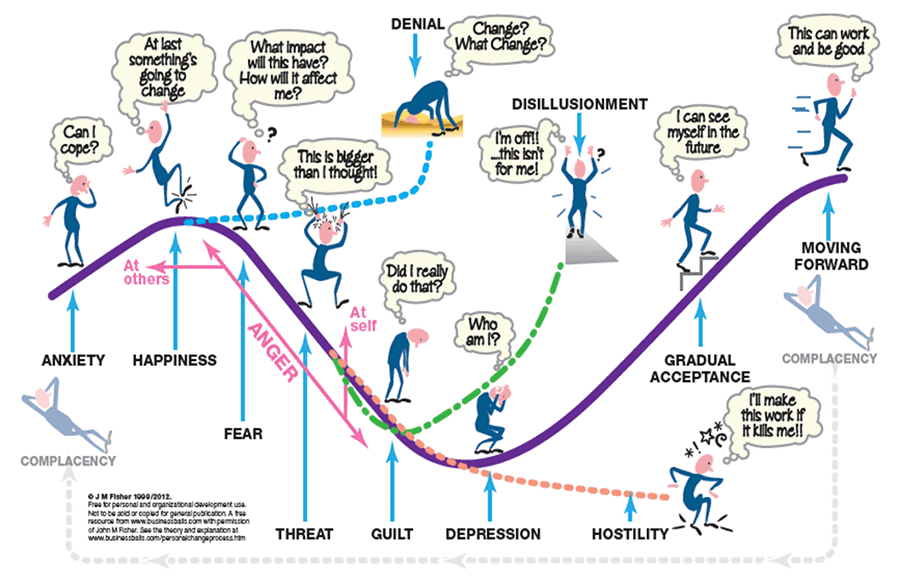 DENIAL
Change?
What Change?
This can work
and be good
At last
something's
going to
change
What impact
will this have?
How will it affect
me?
?
DISILLUSIONMENT
Can I
cope?
I'm off!!
...this isn't
for me!
?
I can see
myself in the
future
This is bigger
than I thought!
At
others
Did I really
do that?
MOVING
FORWARD
At
self
Who
am I?
ANGER
ANXIETY
HAPPINESS
GRADUAL
ACCEPTANCE
COMPLACENCY
I'll make
this work if
it kills me!!
FEAR
COMPLACENCY
*!
© J M Fisher 1999/2012.
Free for personal and organizational development use.
Not to be sold or copied for general publication. A free
resource from www.businessballs.com with permission
of John M Fisher. See the theory and explanation at
www.businessballs.com/personalchangeprocess.htm
THREAT
GUILT
DEPRESSION
HOSTILITY